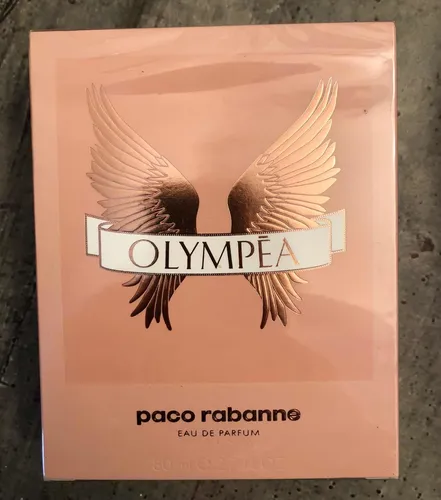 OLYMPĒA
paco rabanne
EAU DE PARFUM